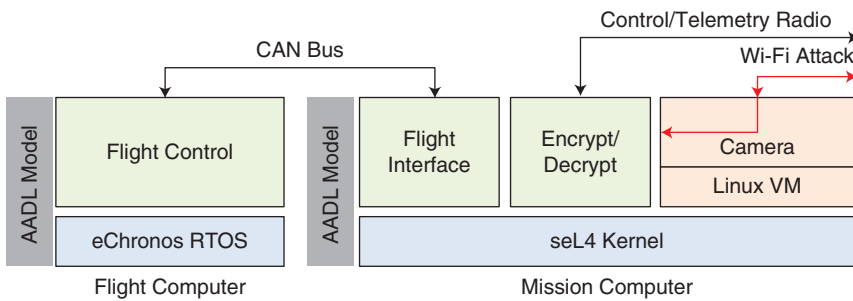 Control/Telemetry Radio
CAN Bus
Wi-Fi Attack
AADL Model
Flight Control
AADL Model
Flight
Interface
Encrypt/
Decrypt
Camera
Linux VM
eChronos RTOS
seL4 Kernel
Flight Computer
Mission Computer